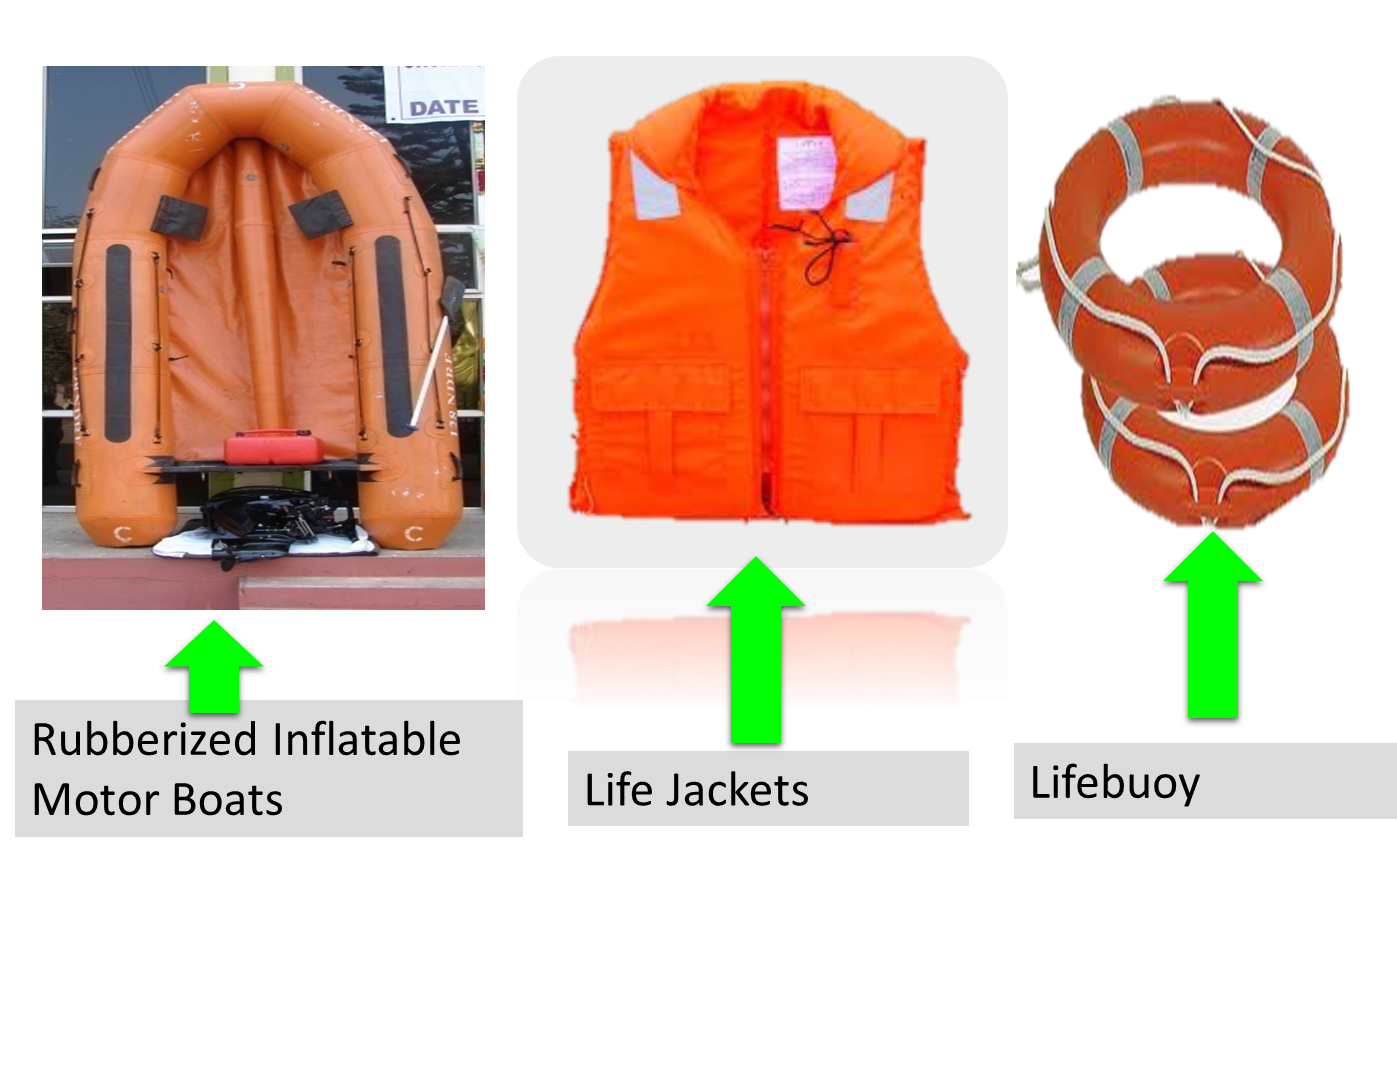 DATE
Rubberized Inflatable
Motor Boats
Life Jackets
Lifebuoy